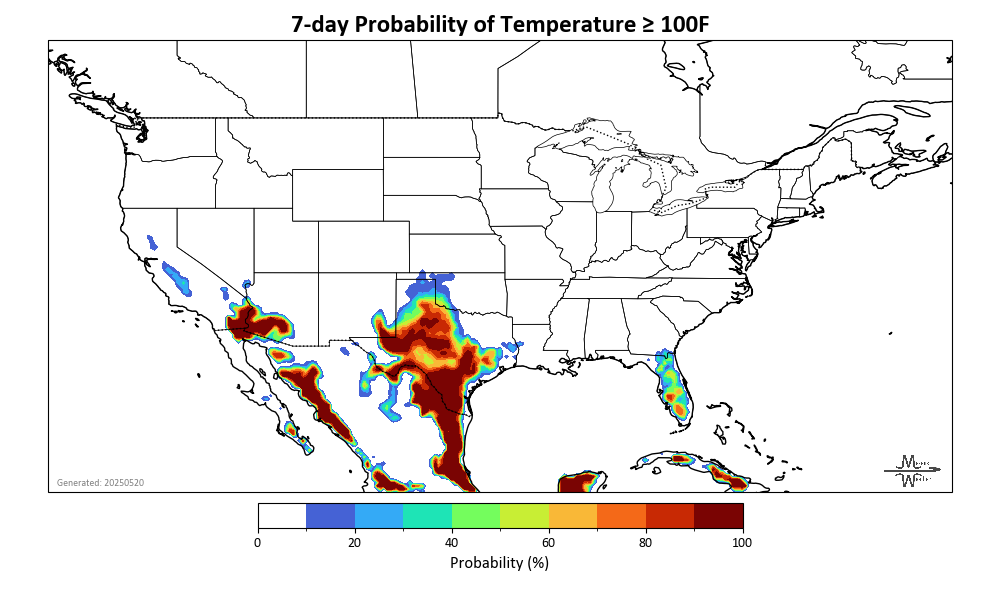 7-day Probability of Temperature ≥ 100F
Generated: 20250520
0 20 40 60 80 100
Probability (%)